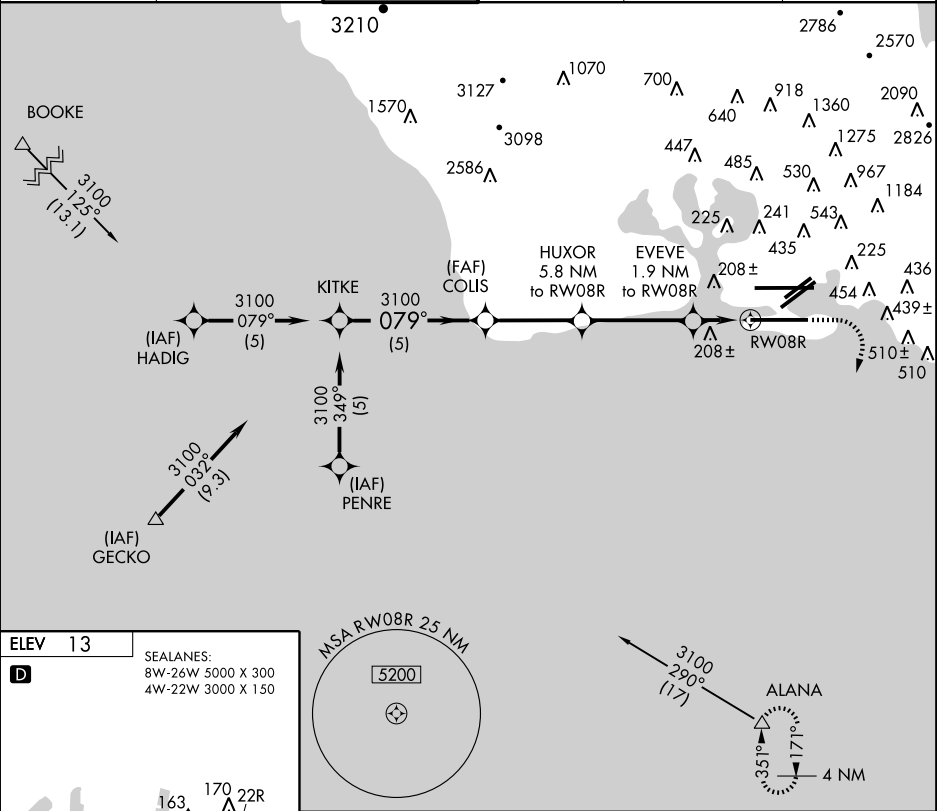 3210
2786
2570
3127
1070
700
640
918
1360
2090
2826
1570
3098
1275
BOOKE
2586
447
485
530
967
1184
3100
125°
(13.1)
225
241
435
543
225
(FAF)
COLIS
HUXOR
5.8 NM
to RW08R
EVEVE
1.9 NM
to RW08R
208±
454
436
439±
KITKE
3100
079°
(5)
3100
079°
(5)
(IAF)
HADIG
208±
RW08R
510±
510
3100
349°
(5)
(IAF)
PENRE
3100
032°
(9.3)
(IAF)
GECKO
MSA RW08R 25 NM
5200
3100
290°
(17)
ALANA
351°
171°
4 NM
ELEV 13
D
SEALANES:
8W-26W 5000 X 300
4W-22W 3000 X 150
163
170
22R